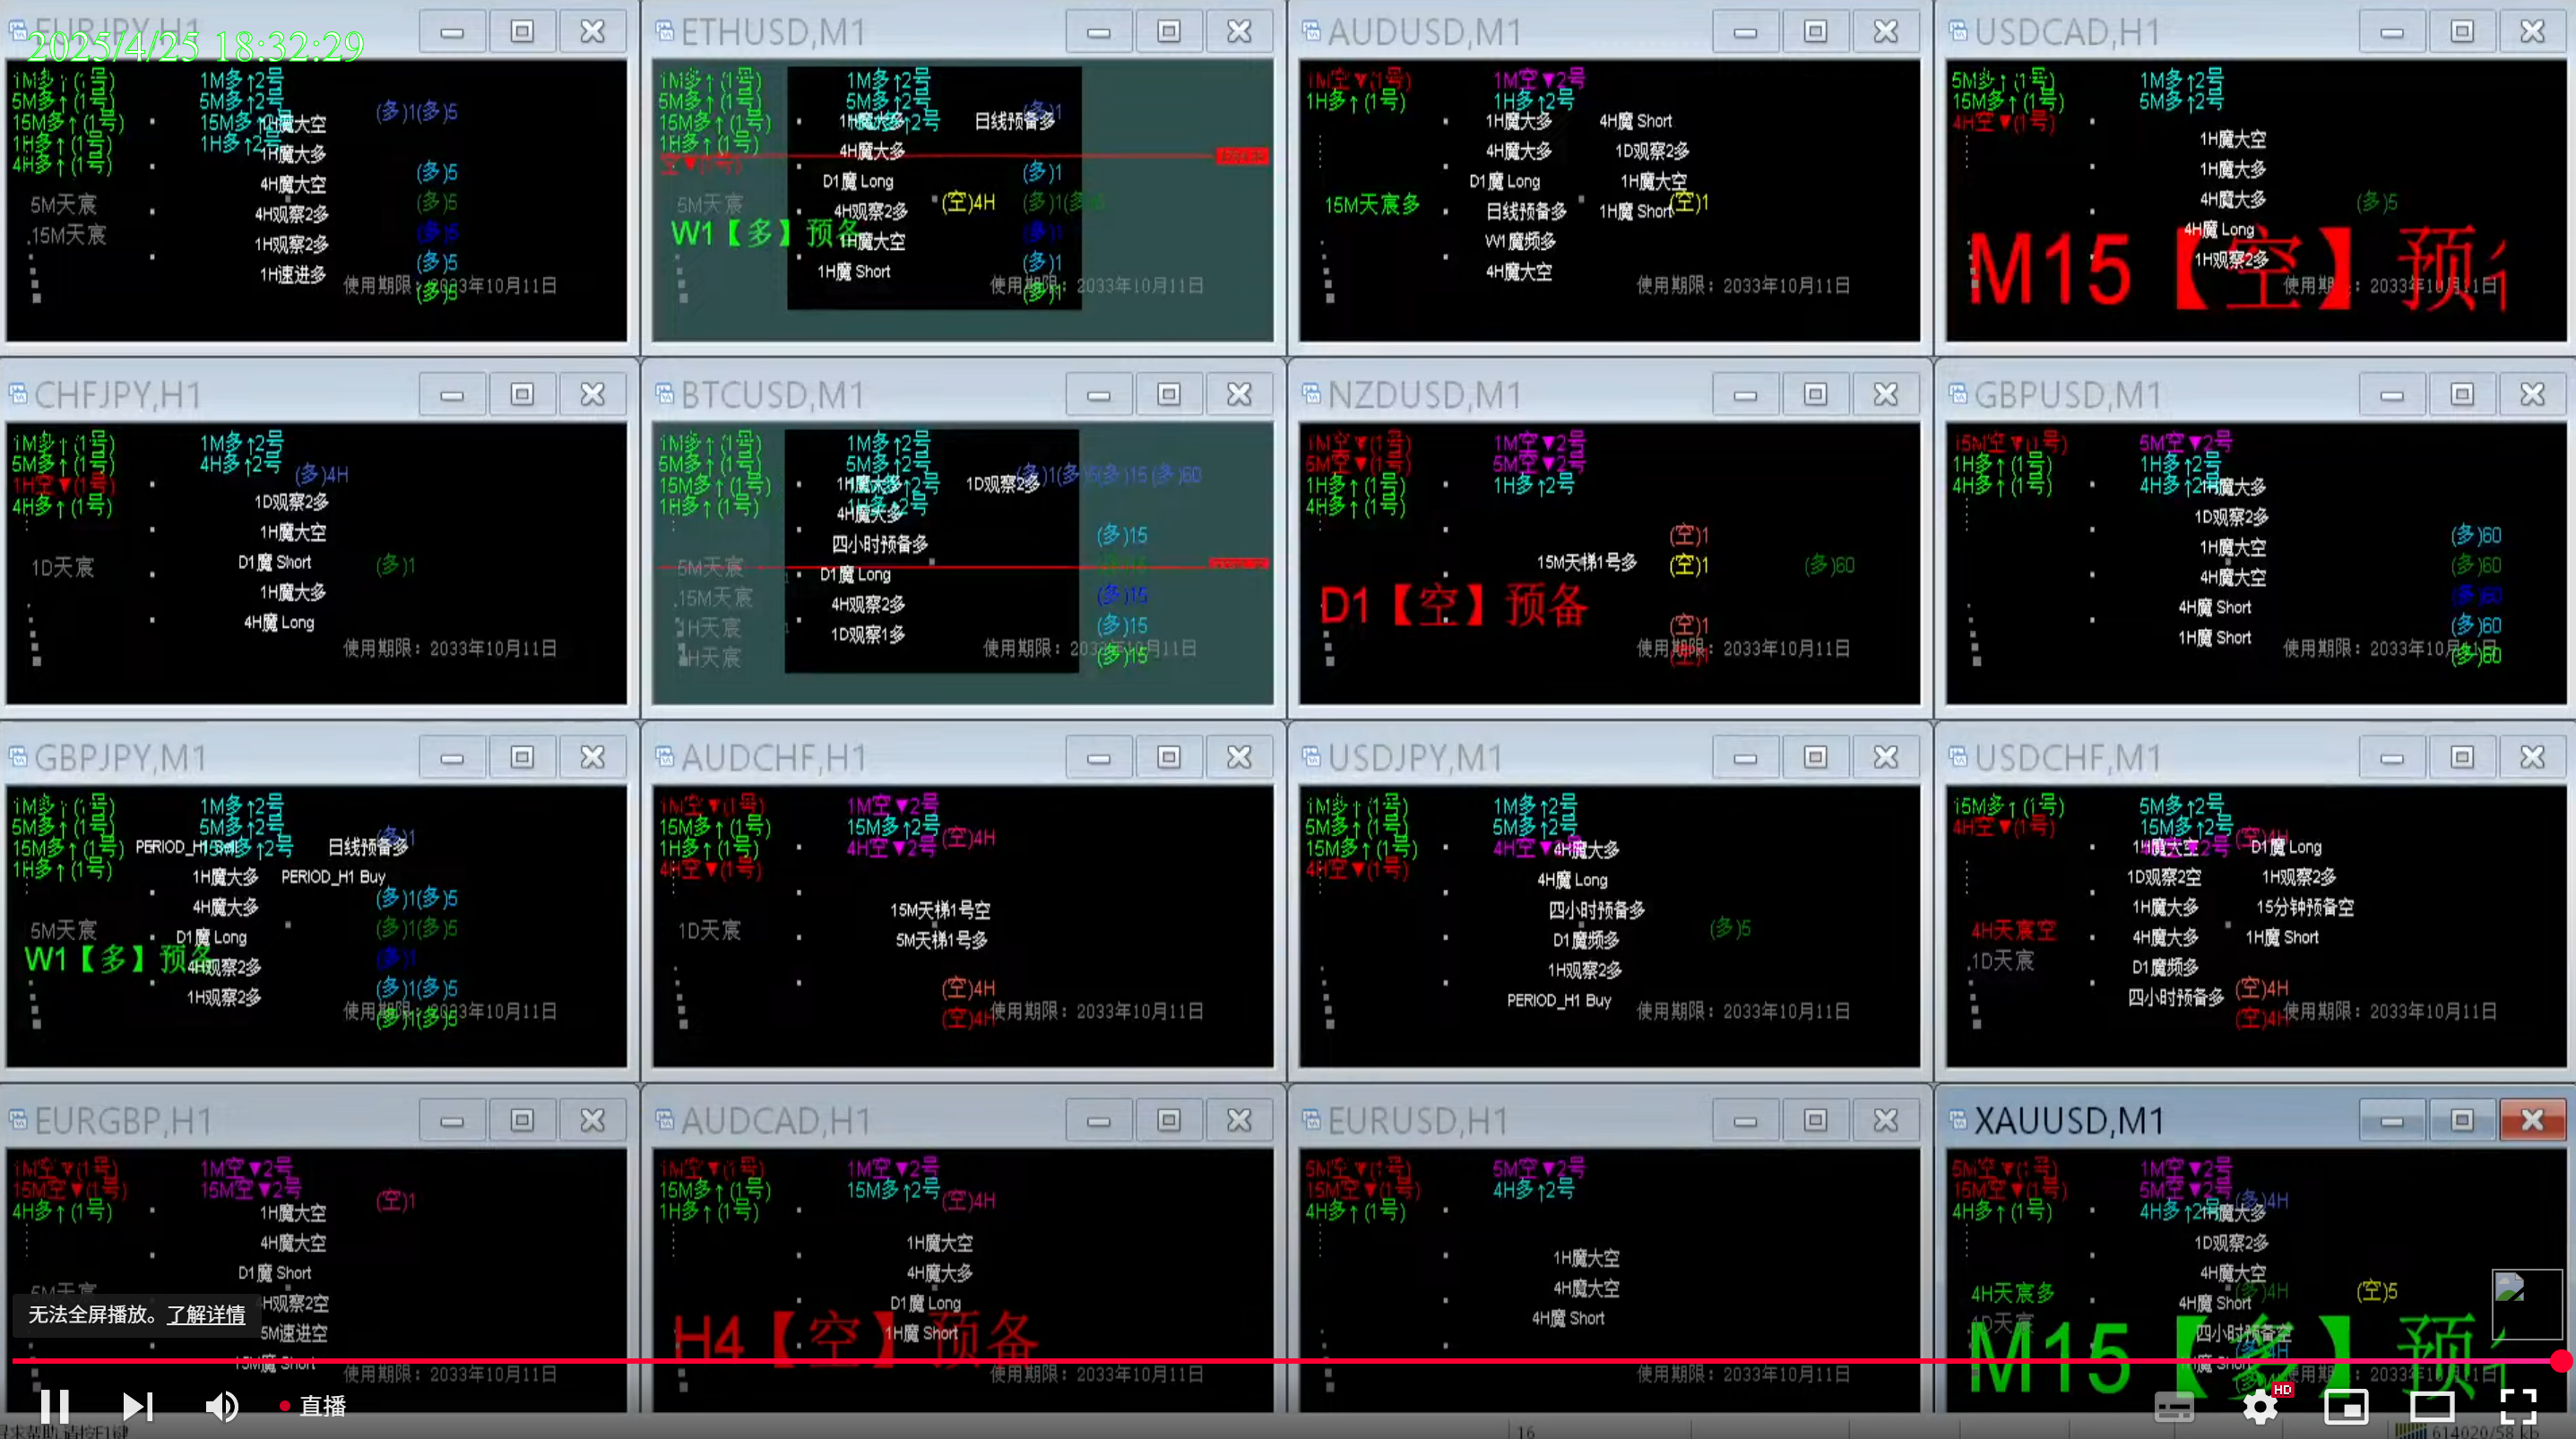 EURJPY,H1
2025/4/25 18:32:29
1M多↑(1号)
5M多↑(1号)
15M多↑(1号)
1H多↑(1号)
4H多↑(1号)
1M多↑2号
5M多↑2号
15M多↑2号
1H多↑2号
(多)1(多)5
1H魔大多
4H魔大空
4H观察2多
1H观察2多
1H速进多
5M天宸
15M天宸
(多)5
(多)5
(多)5
(多)5
(多)5
使用期限：2033年10月11日
ETHUSD,M1
1M多↑(1号)
5M多↑(1号)
15M多↑(1号)
1H多↑(1号)
空▼(1号)
1M多↑2号
5M多↑2号
1H魔大多
日线预备多
4H魔大多
D1魔 Long
4H观察2多
1H魔大空
1H魔 Short
(空)4H
5M天宸
W1【多】预备
(多)1
(多)1
(多)1
(多)1
使用期限：2033年10月11日
AUDUSD,M1
1M空▼(1号)
1H多↑(1号)
1M空▼2号
1H多↑2号
1H魔大多
4H魔大多
D1魔 Long
日线预备多
W1魔频多
4H魔大空
4H魔 Short
1D观察2多
1H魔大空
1H魔 Short
(空)1
15M天宸多
使用期限：2033年10月11日
USDCAD,H1
5M多↑(1号)
15M多↑(1号)
4H空▼(1号)
1M多↑2号
5M多↑2号
1H魔大空
1H魔大多
4H魔大多
4H魔 Long
1H观察2多
(多)5
M15【空】预
使用期限：2033年10月11日
CHFJPY,H1
1M多↑(1号)
5M多↑(1号)
1H空▼(1号)
4H多↑(1号)
1M多↑2号
4H多↑2号
(多)4H
1D观察2多
1H魔大空
D1魔 Short
1H魔大多
4H魔 Long
1D天宸
(多)1
使用期限：2033年10月11日
BTCUSD,M1
1M多↑(1号)
5M多↑(1号)
15M多↑(1号)
1H多↑(1号)
1M多↑2号
5M多↑2号
1H魔大多
1D观察2多
4H魔大多
四小时预备多
D1魔 Long
4H观察2多
1D观察1多
5M天宸
15M天宸
1H天宸
H天宸
(多)15
(多)15
(多)15
(多)15
使用期限：2033年10月11日
NZDUSD,M1
1M空▼(1号)
5M空▼(1号)
1H多↑(1号)
4H多↑(1号)
1M空▼2号
5M空▼2号
1H多↑2号
15M天梯1号多
(空)1
(空)1
(多)60
(空)1
(空)1
D1【空】预备
使用期限：2033年10月11日
GBPUSD,M1
15M空▼(1号)
1H多↑(1号)
4H多↑(1号)
5M空▼2号
1H多↑2号
4H多↑2号
1H魔大多
1D观察2多
1H魔大空
4H魔大空
4H魔 Short
1H魔 Short
(多)60
(多)60
(多)60
(多)60
(多)60
使用期限：2033年10月11日
GBPJPY,M1
1M多↑(1号)
5M多↑(1号)
15M多↑(1号)
1H多↑(1号)
1M多↑2号
5M多↑2号
15M多↑2号
日线预备多
1H魔大多
PERIOD_H1 Buy
4H魔大多
D1魔 Long
4H观察2多
1H观察2多
5M天宸
W1【多】预备
(多)1
(多)1(多)5
(多)1(多)5
(多)1
(多)1(多)5
(多)1(多)5
使用期限：2033年10月11日
AUDCHF,H1
1M空▼(1号)
15M多↑(1号)
1H多↑(1号)
4H空▼(1号)
1M空▼2号
15M多↑2号
4H空▼2号
(空)4H
15M天梯1号空
5M天梯1号多
1D天宸
(空)4H
(空)4H
使用期限：2033年10月11日
USDJPY,M1
1M多↑(1号)
5M多↑(1号)
15M多↑(1号)
4H空▼(1号)
1M多↑2号
5M多↑2号
4H魔大多
4H魔 Long
四小时预备多
D1魔频多
1H观察2多
PERIOD_H1 Buy
(多)5
使用期限：2033年10月11日
USDCHF,M1
15M多↑(1号)
4H空▼(1号)
5M多↑2号
15M多↑2号
(空)4H
1H魔大空
D1魔 Long
1D观察2空
1H观察2多
1H魔大多
15分钟预备空
4H魔大多
1H魔 Short
D1魔频多
四小时预备多
4H天宸空
1D天宸
(空)4H
(空)4H
使用期限：2033年10月11日
EURGBP,H1
1M空▼(1号)
15M空▼(1号)
4H多↑(1号)
1M空▼2号
15M空▼2号
(空)1
1H魔大空
4H魔大空
D1魔 Short
4H观察2空
5M速进空
15M魔 Short
使用期限：2033年10月11日
AUDCAD,H1
1M空▼(1号)
15M多↑(1号)
1H多↑(1号)
1M空▼2号
15M多↑2号
(空)4H
1H魔大空
4H魔大多
D1魔 Long
1H魔 Short
H4【空】预备
使用期限：2033年10月11日
EURUSD,H1
5M空▼(1号)
15M空▼(1号)
4H多↑(1号)
5M空▼2号
4H多↑2号
1H魔大空
4H魔大空
4H魔 Short
使用期限：2033年10月11日
XAUUSD,M1
5M空▼(1号)
15M空▼(1号)
4H多↑(1号)
1M空▼2号
5M空▼2号
4H多↑2号
(多)4H
1H魔大多
1D观察2多
4H魔大空
4H魔 Short
四小时预备空
(空)5
4H天宸多
M15【多】预
无法全屏播放。了解详情
直播
HD
16
614020/58 kb